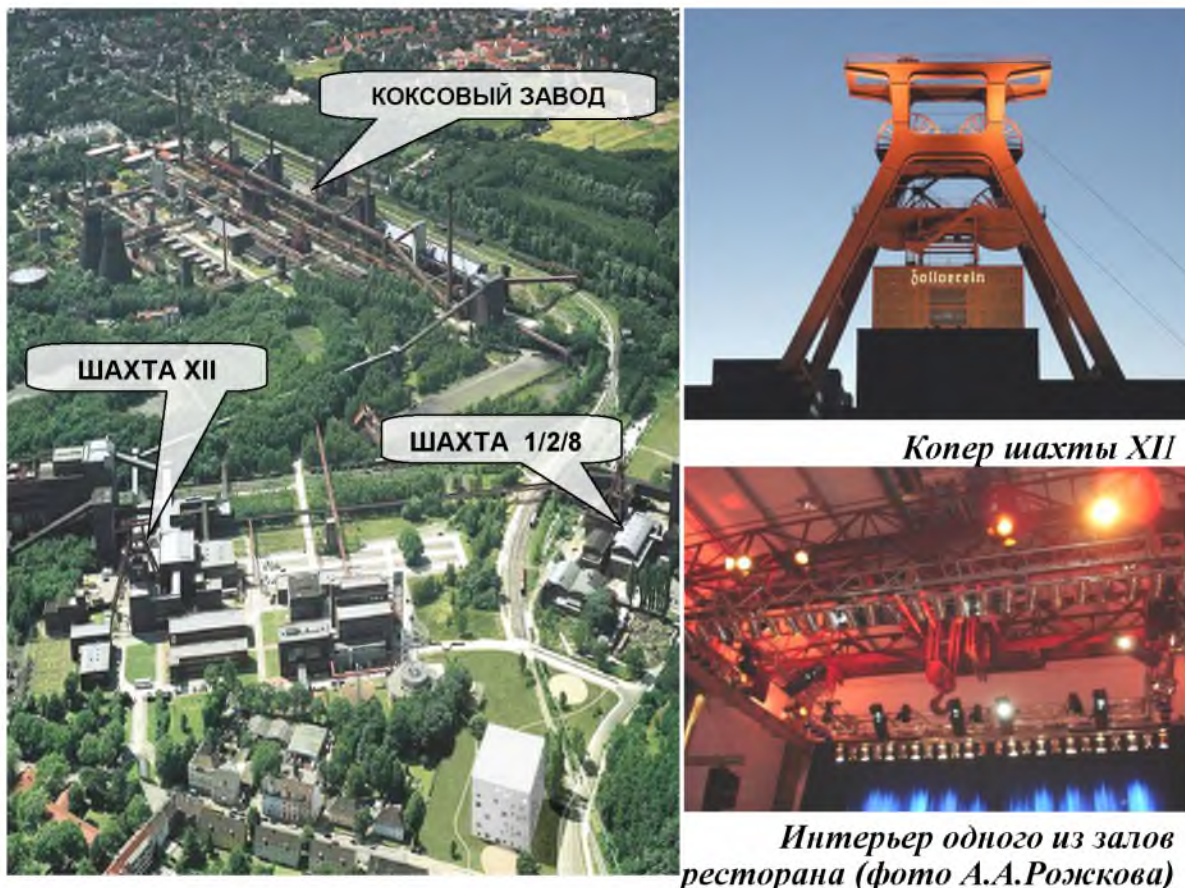 КОКСОВЫЙ ЗАВОД
ШАХТА XII
ШАХТА 1/2/8
Zollverein
Копер шахты XII
Интерьер одного из залов
ресторана (фото А.А.Рожкова)